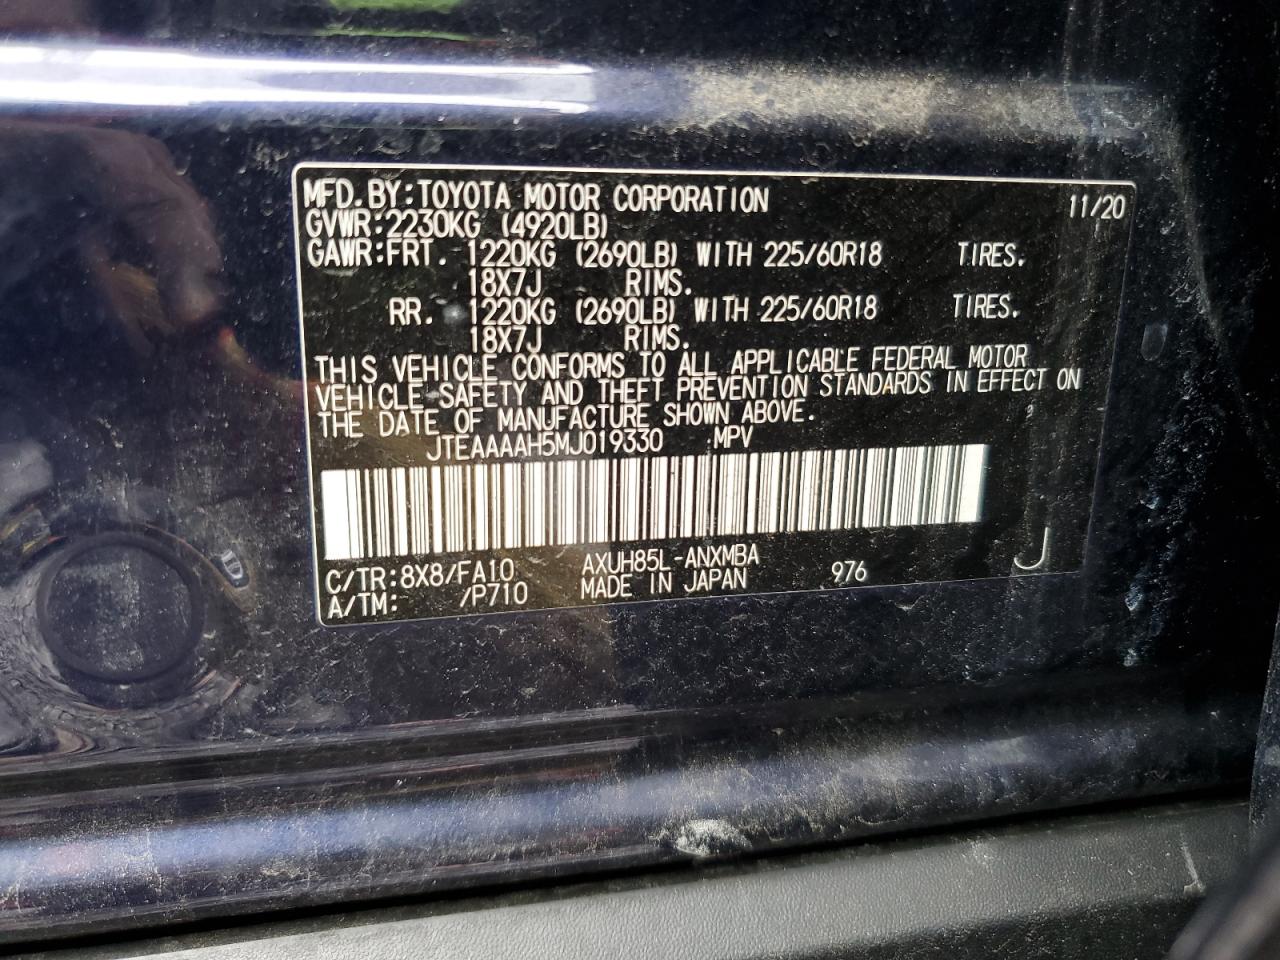 MFD.BY:TOYOTA MOTOR CORPORATION 11/20
GVWR:2230KG (4920LB)
GAWR:FRT. 1220KG (2690LB) WITH 225/60R18 TIRES.
18X7J RIMS.
RR. 1220KG (2690LB) WITH 225/60R18 TIRES.
18X7J RIMS.
THIS VEHICLE CONFORMS TO ALL APPLICABLE FEDERAL MOTOR
VEHICLE SAFETY AND THEFT PREVENTION STANDARDS IN EFFECT ON
THE DATE OF MANUFACTURE SHOWN ABOVE.
JTEAAAAH5MJ019330 MPV
C/TR:8X8/FA10 AXUH85L-ANXMBA
A/TM: /P710 MADE IN JAPAN 976 J